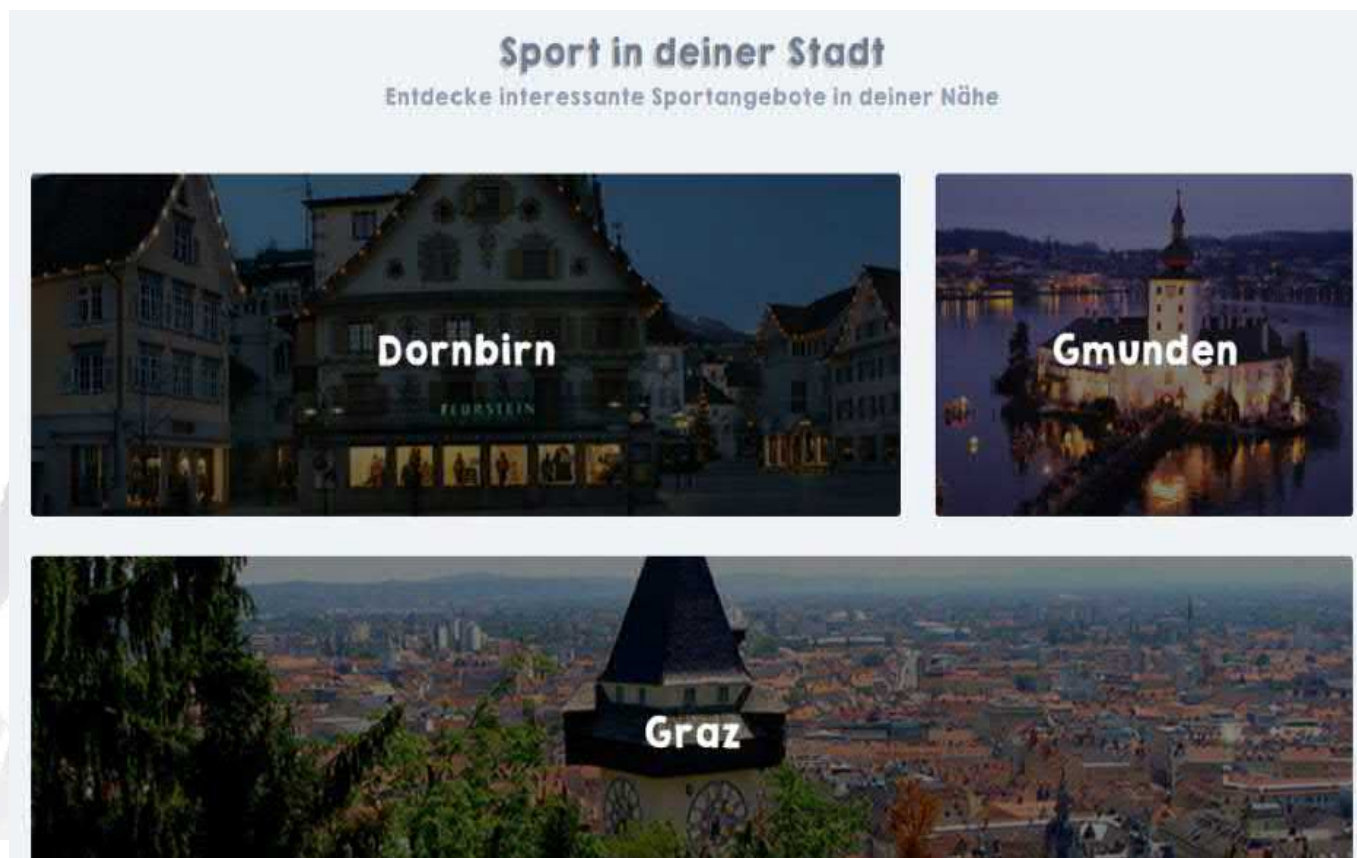 Sport in deiner Stadt
Entdecke interessante Sportangebote in deiner Nähe
Dornbirn
Gmunden
FEURSTEIN
Graz